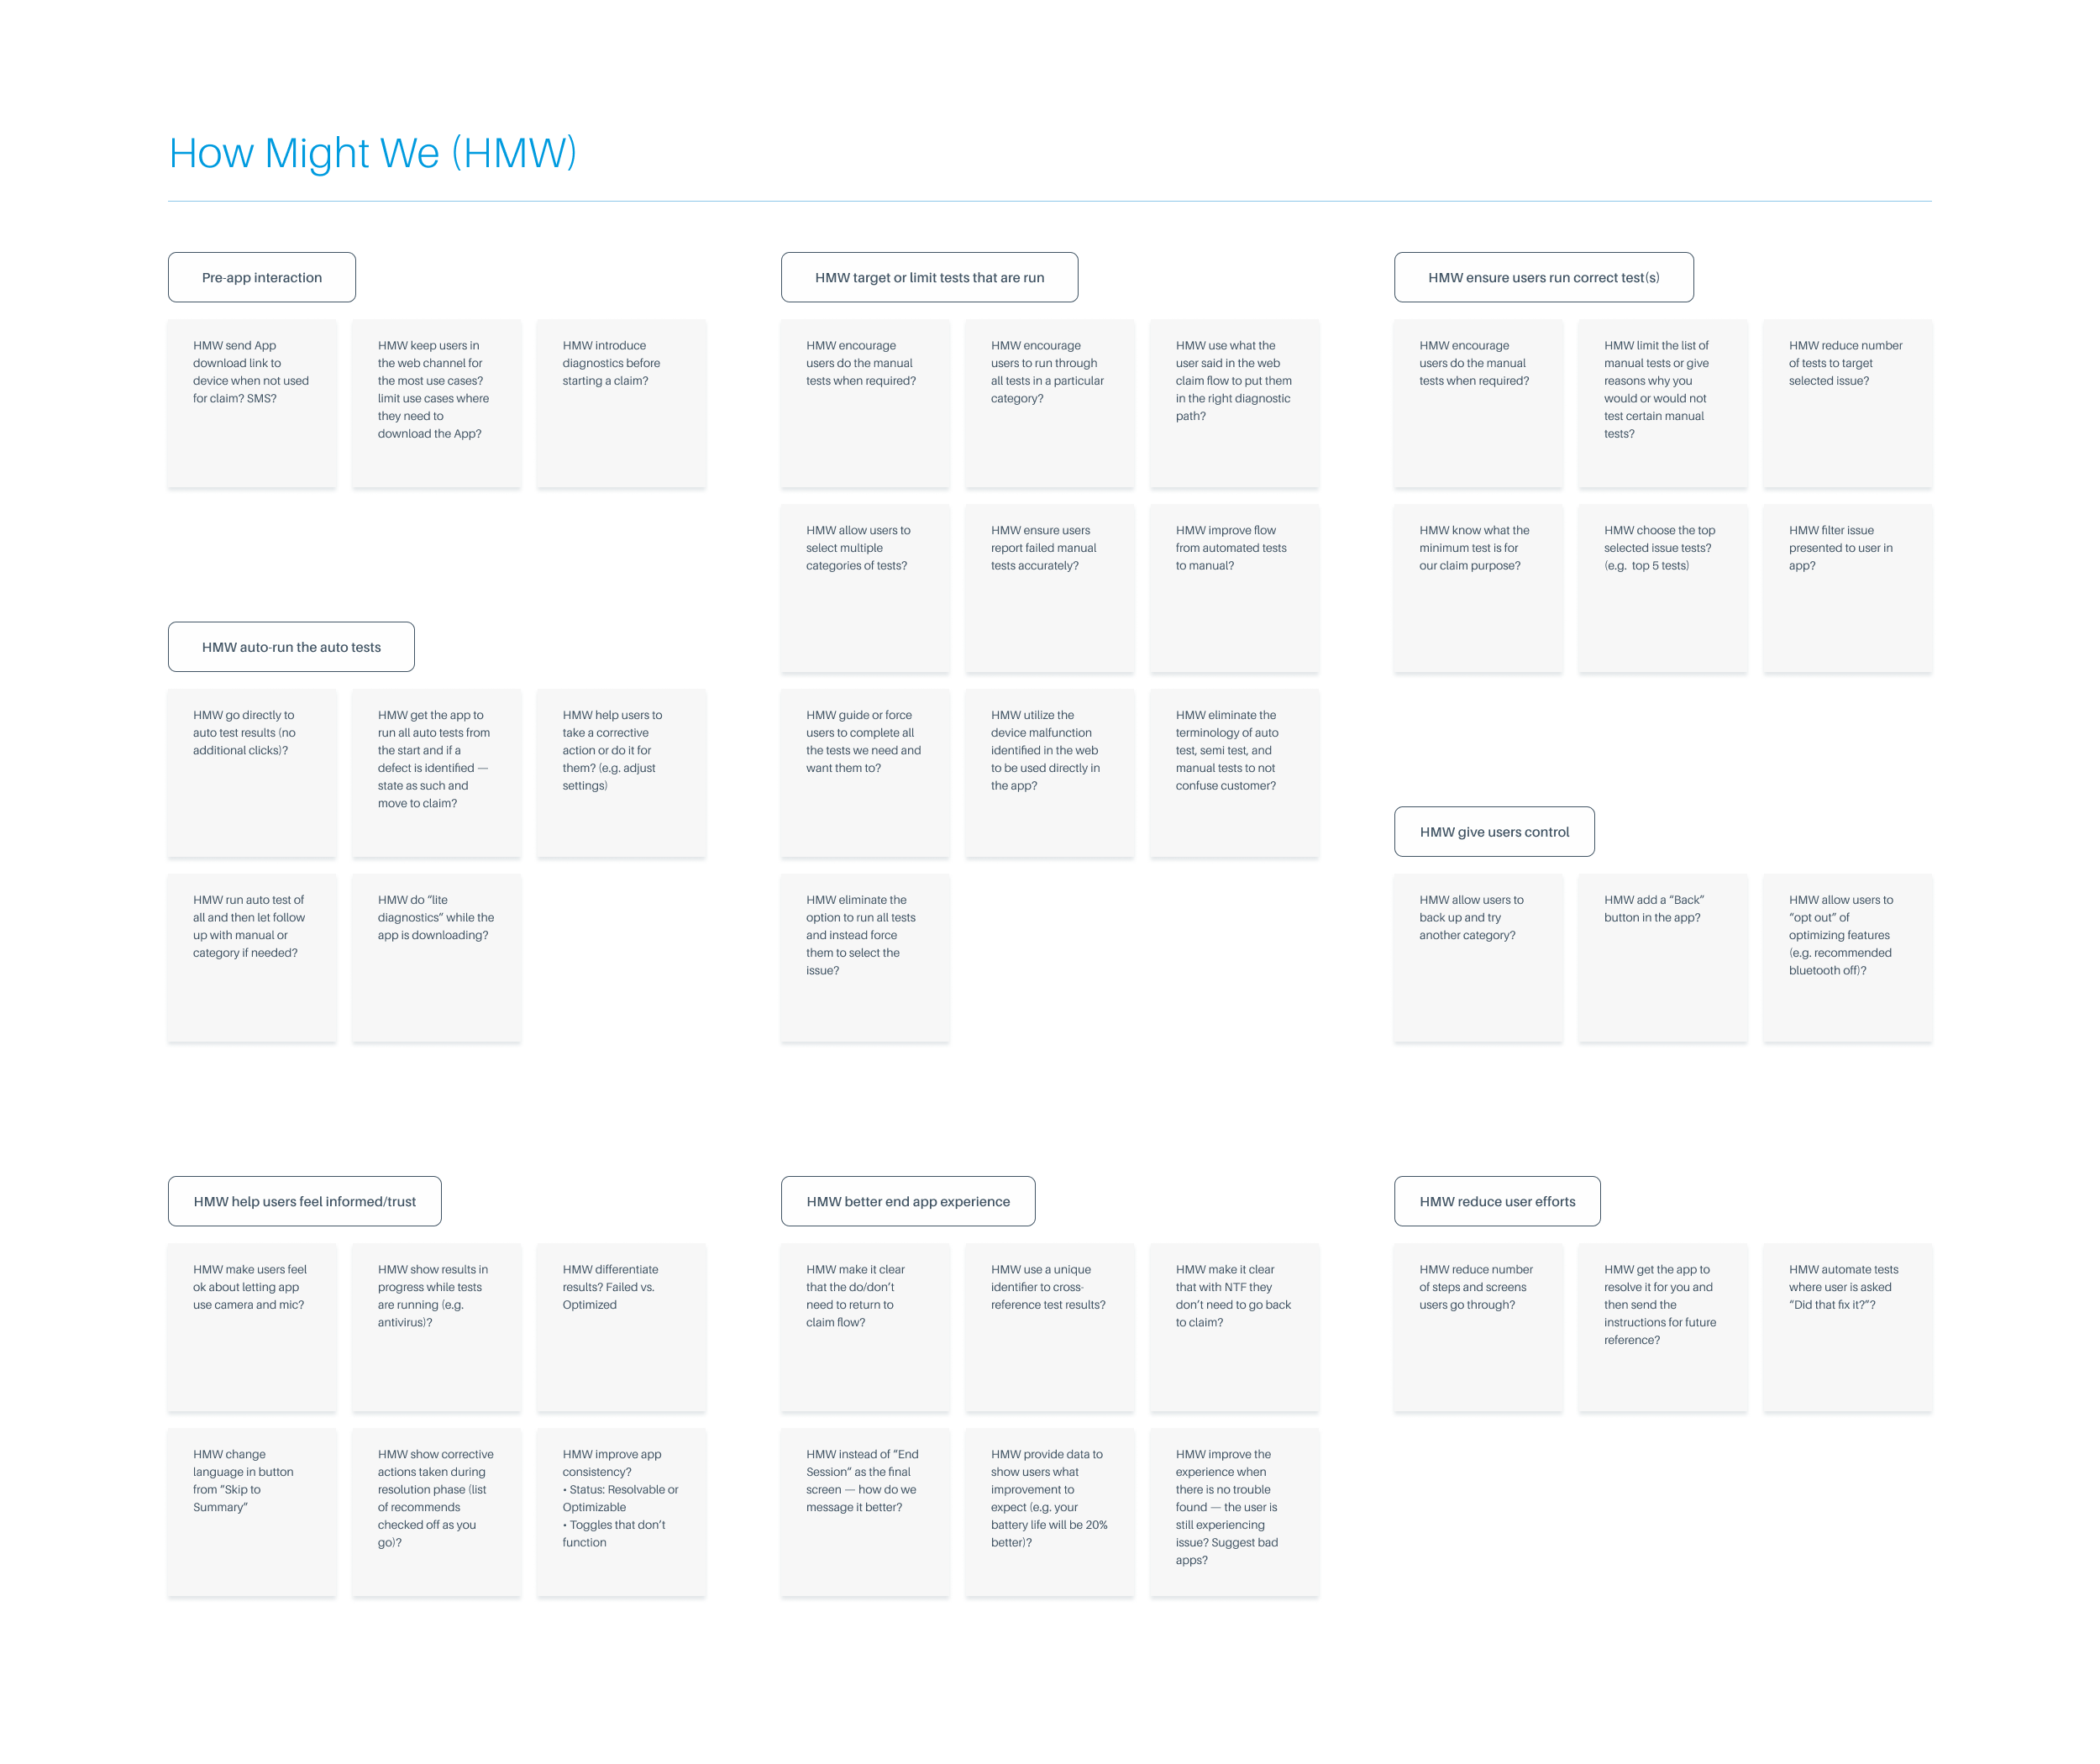 How Might We (HMW)
Pre-app interaction
HMW send App
download link to
device when not used
for claim? SMS?
HMW keep users in
the web channel for
the most use cases?
limit use cases where
they need to
download the App?
HMW introduce
diagnostics before
starting a claim?
HMW auto-run the auto tests
HMW go directly to
auto test results (no
additional clicks)?
HMW get the app to
run all auto tests from
the start and if a
defect is identified —
state as such and
move to claim?
HMW help users to
take a corrective
action or do it for
them? (e.g. adjust
settings)
HMW run auto test of
all and then let follow
up with manual or
category if needed?
HMW do “lite
diagnostics” while the
app is downloading?
HMW target or limit tests that are run
HMW encourage
users do the manual
tests when required?
HMW encourage
users to run through
all tests in a particular
category?
HMW use what the
user said in the web
claim flow to put them
in the right diagnostic
path?
HMW allow users to
select multiple
categories of tests?
HMW ensure users
report failed manual
tests accurately?
HMW improve flow
from automated tests
to manual?
HMW guide or force
users to complete all
the tests we need and
want them to?
HMW utilize the
device malfunction
identified in the web
to be used directly in
the app?
HMW eliminate the
terminology of auto
test, semi test, and
manual tests to not
confuse customer?
HMW eliminate the
option to run all tests
and instead force
them to select the
issue?
HMW ensure users run correct test(s)
HMW encourage
users do the manual
tests when required?
HMW limit the list of
manual tests or give
reasons why you
would or would not
test certain manual
tests?
HMW reduce number
of tests to target
selected issue?
HMW know what the
minimum test is for
our claim purpose?
HMW choose the top
selected issue tests?
(e.g. top 5 tests)
HMW filter issue
presented to user in
app?
HMW give users control
HMW allow users to
back up and try
another category?
HMW add a “Back”
button in the app?
HMW allow users to
“opt out” of
optimizing features
(e.g. recommended
bluetooth off)?
HMW help users feel informed/trust
HMW make users feel
ok about letting app
use camera and mic?
HMW show results in
progress while tests
are running (e.g.
antivirus)?
HMW differentiate
results? Failed vs.
Optimized
HMW change
language in button
from “Skip to
Summary”
HMW show corrective
actions taken during
resolution phase (list
of recommends
checked off as you
go)?
HMW improve app
consistency?
• Status: Resolvable or
Optimizable
• Toggles that don’t
function
HMW better end app experience
HMW make it clear
that the do/don’t
need to return to
claim flow?
HMW use a unique
identifier to cross-
reference test results?
HMW make it clear
that with NTF they
don’t need to go back
to claim?
HMW instead of “End
Session” as the final
screen — how do we
message it better?
HMW provide data to
show users what
improvement to
expect (e.g. your
battery life will be 20%
better)?
HMW improve the
experience when
there is no trouble
found — the user is
still experiencing
issue? Suggest bad
apps?
HMW reduce user efforts
HMW reduce number
of steps and screens
users go through?
HMW get the app to
resolve it for you and
then send the
instructions for future
reference?
HMW automate tests
where user is asked
“Did that fix it?”?